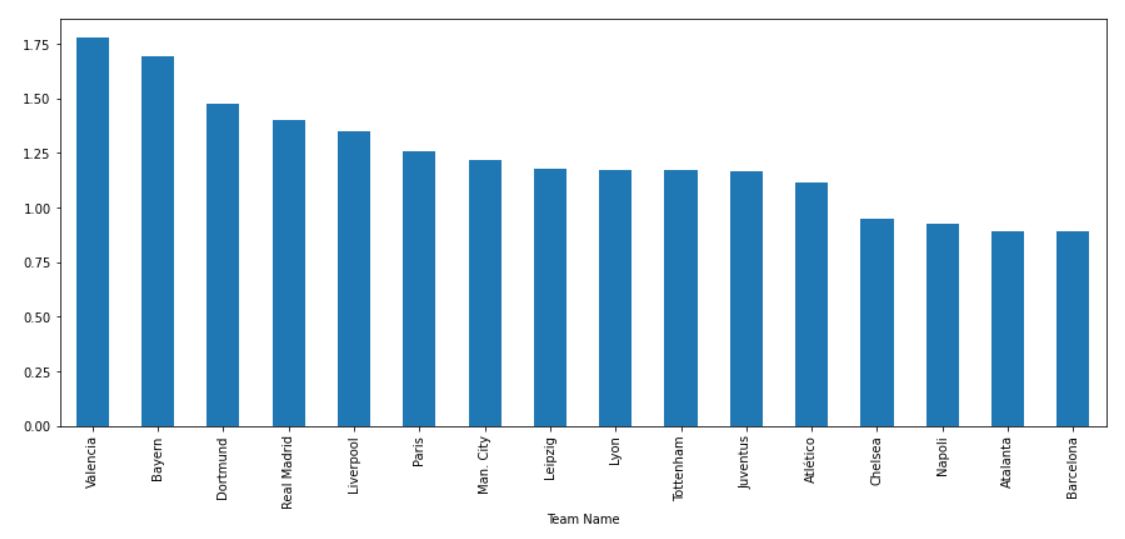 1.75
1.50
1.25
1.00
0.75
0.50
0.25
0.00
Valencia
Bayern
Dortmund
Real Madrid
Liverpool
Paris
Man. City
Leipzig
Lyon
Tottenham
Juventus
Atlético
Chelsea
Napoli
Atalanta
Barcelona
Team Name